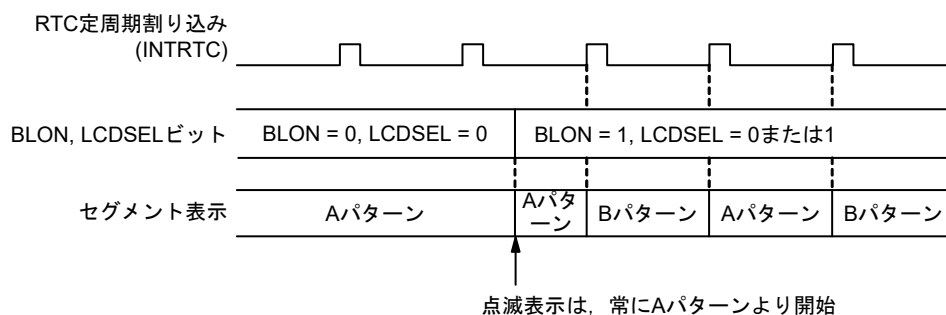 RTC定周期割り込み
(INTRTC)
BLON, LCDSELビット
BLON = 0, LCDSEL = 0
BLON = 1, LCDSEL = 0または1
セグメント表示
Aパターン
Aパタ
ーン
Bパターン
Aパターン
Bパターン
点滅表示は，常にAパターンより開始